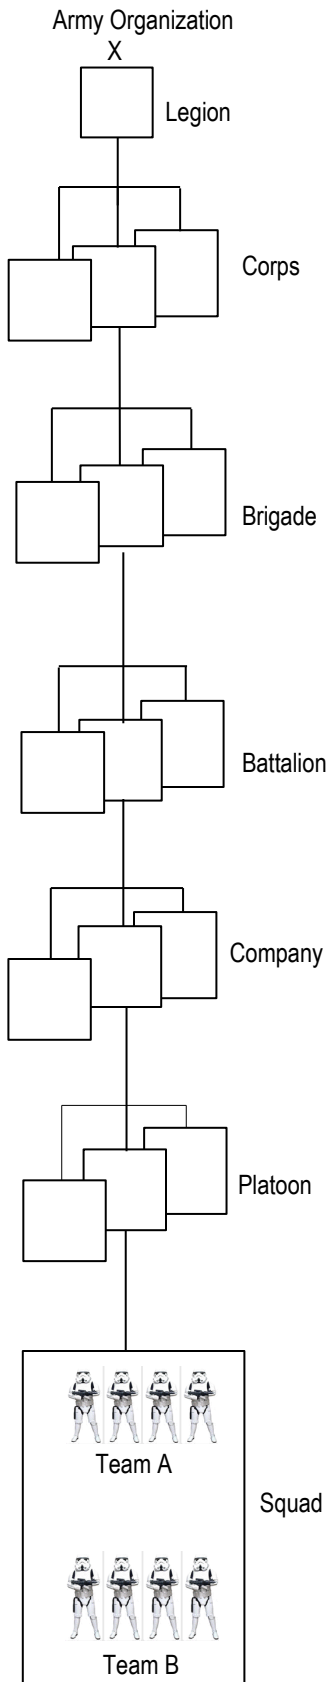 Army Organization
X
Legion
Corps
Brigade
Battalion
Company
Platoon
Team A
Squad
Team B